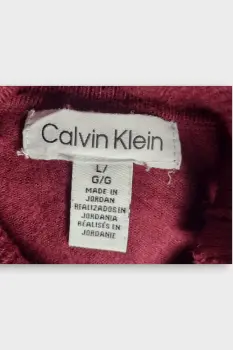 Calvin Klein
L/
G/G
MADE IN
JORDAN
REALIZADOS EN
JORDANIA
RÉALISÉS EN
JORDANIE